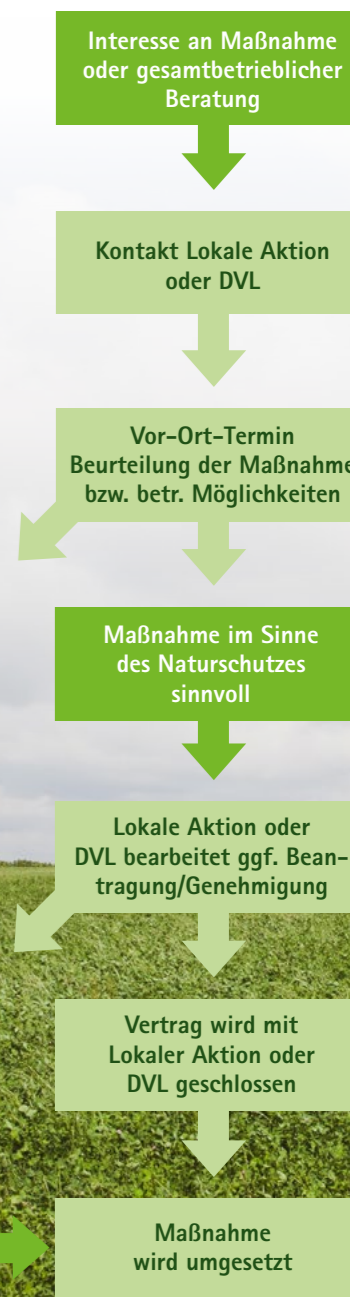 Interesse an Maßnahme
oder gesamtbetrieblicher
Beratung
Kontakt Lokale Aktion
oder DVL
Vor-Ort-Termin
Beurteilung der Maßnahme
bzw. betr. Möglichkeiten
Maßnahme im Sinne
des Naturschutzes
sinnvoll
Lokale Aktion oder
DVL bearbeitet ggf. Bean-
tragung/Genehmigung
Vertrag wird mit
Lokaler Aktion oder
DVL geschlossen
Maßnahme
wird umgesetzt